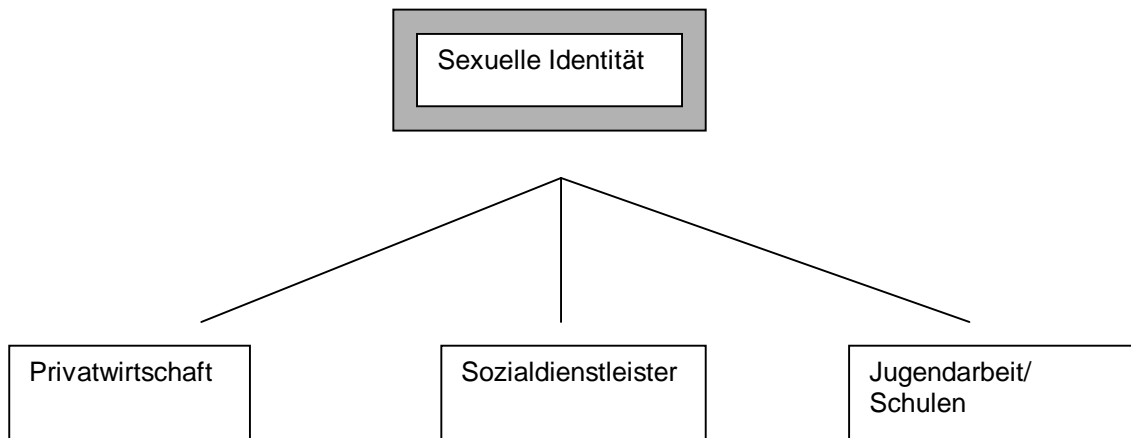 Sexuelle Identität
Privatwirtschaft
Sozialdienstleister
Jugendarbeit/
Schulen